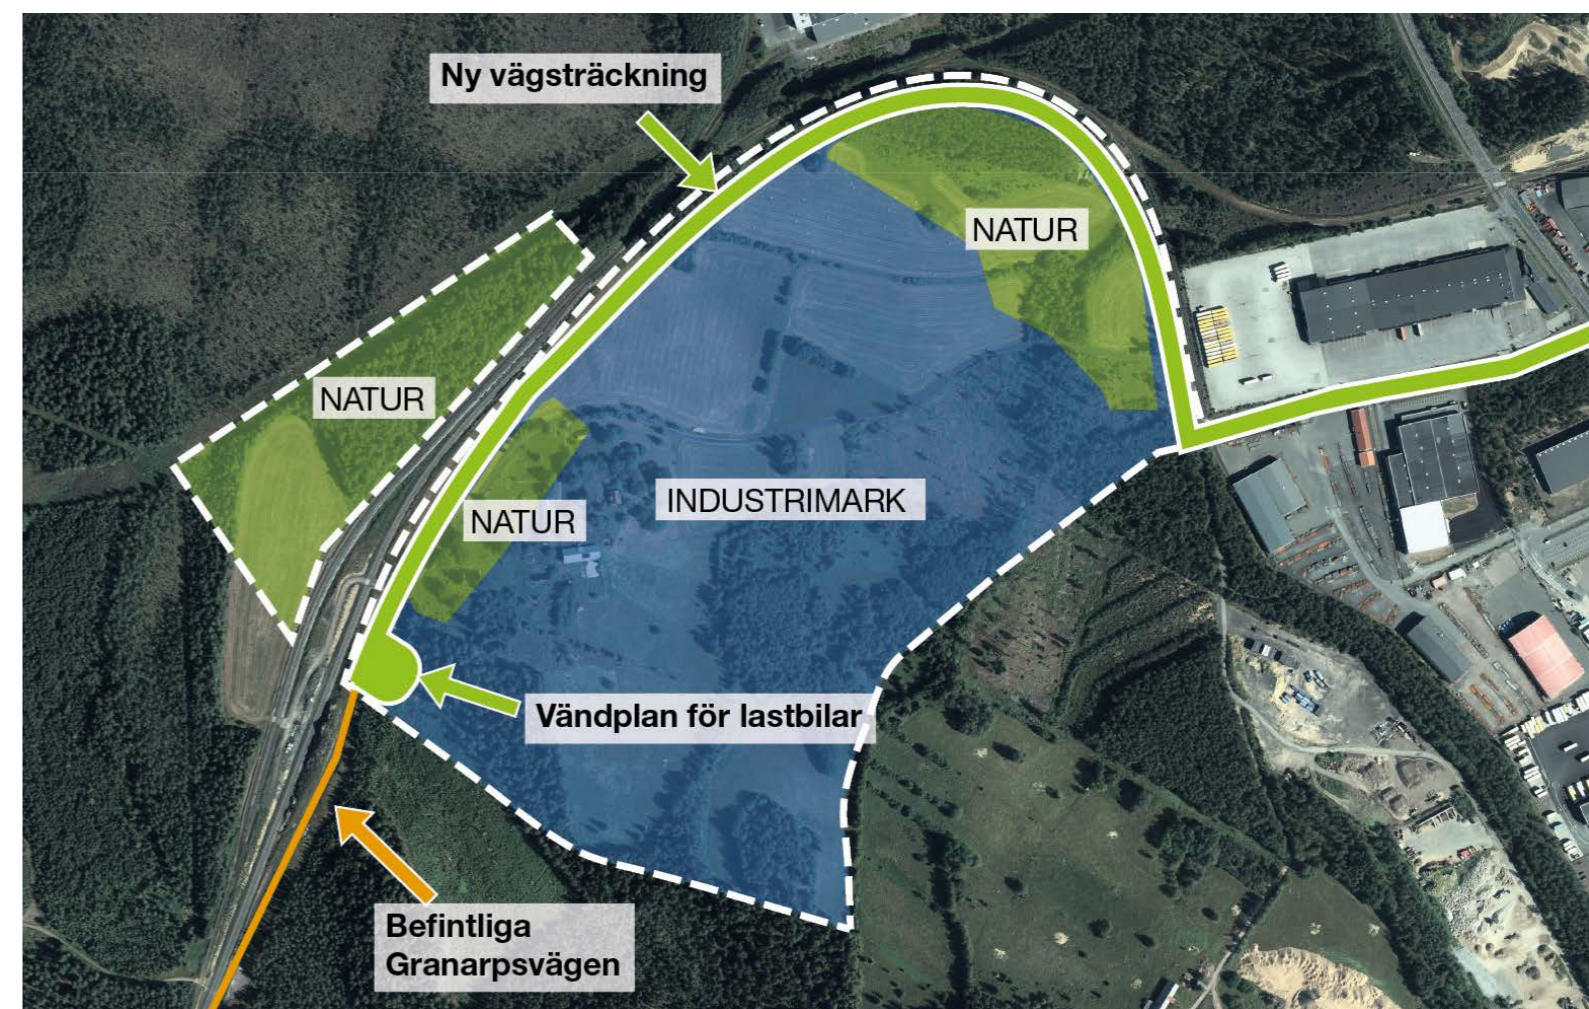 Ny vägsträckning
NATUR
NATUR
INDUSTRIMARK
NATUR
Vändplan för lastbilar
Befintliga
Granarpsvägen